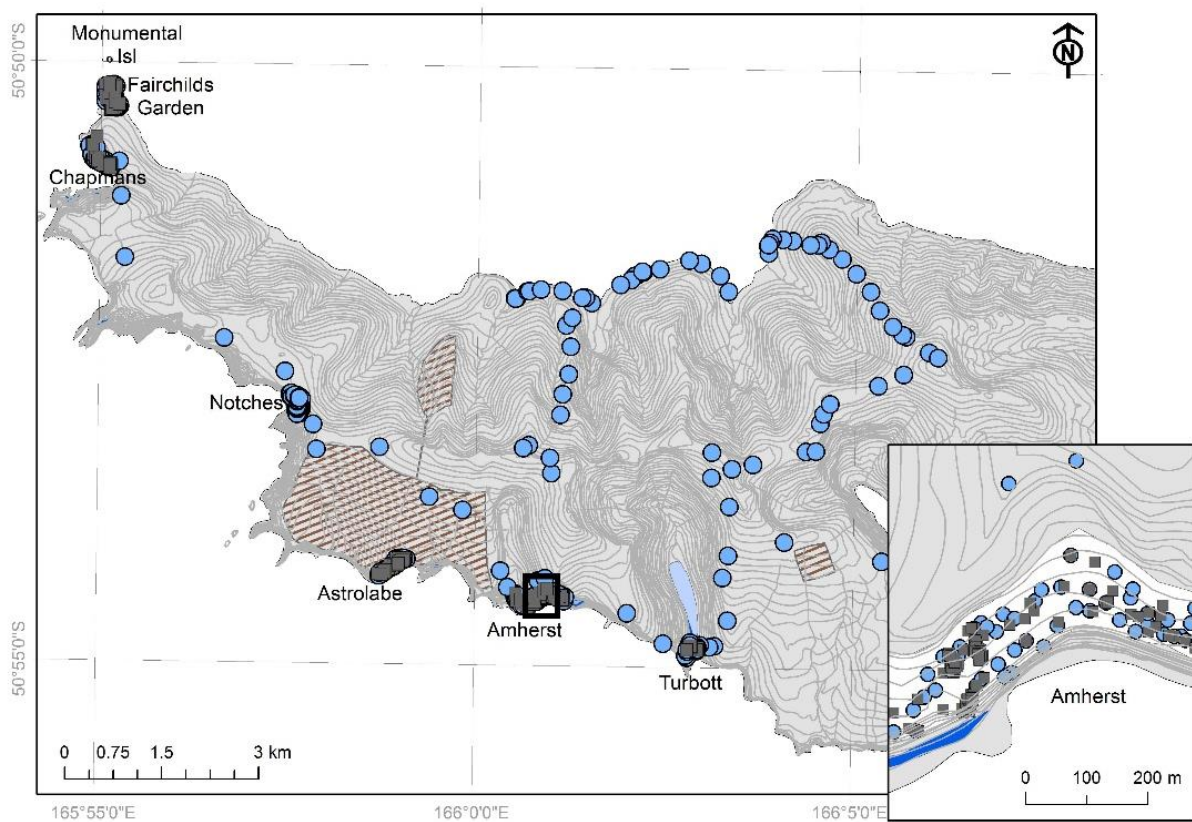 Monumental
Isl
Fairchilds
Garden
Chapmans
Notches
Astrolabe
Amherst
Turbott
N
50°50'0"S
50°55'0"S
0 0.75 1.5 3 km
165°55'0"E
166°0'0"E
166°5'0"E
Amherst
0 100 200 m